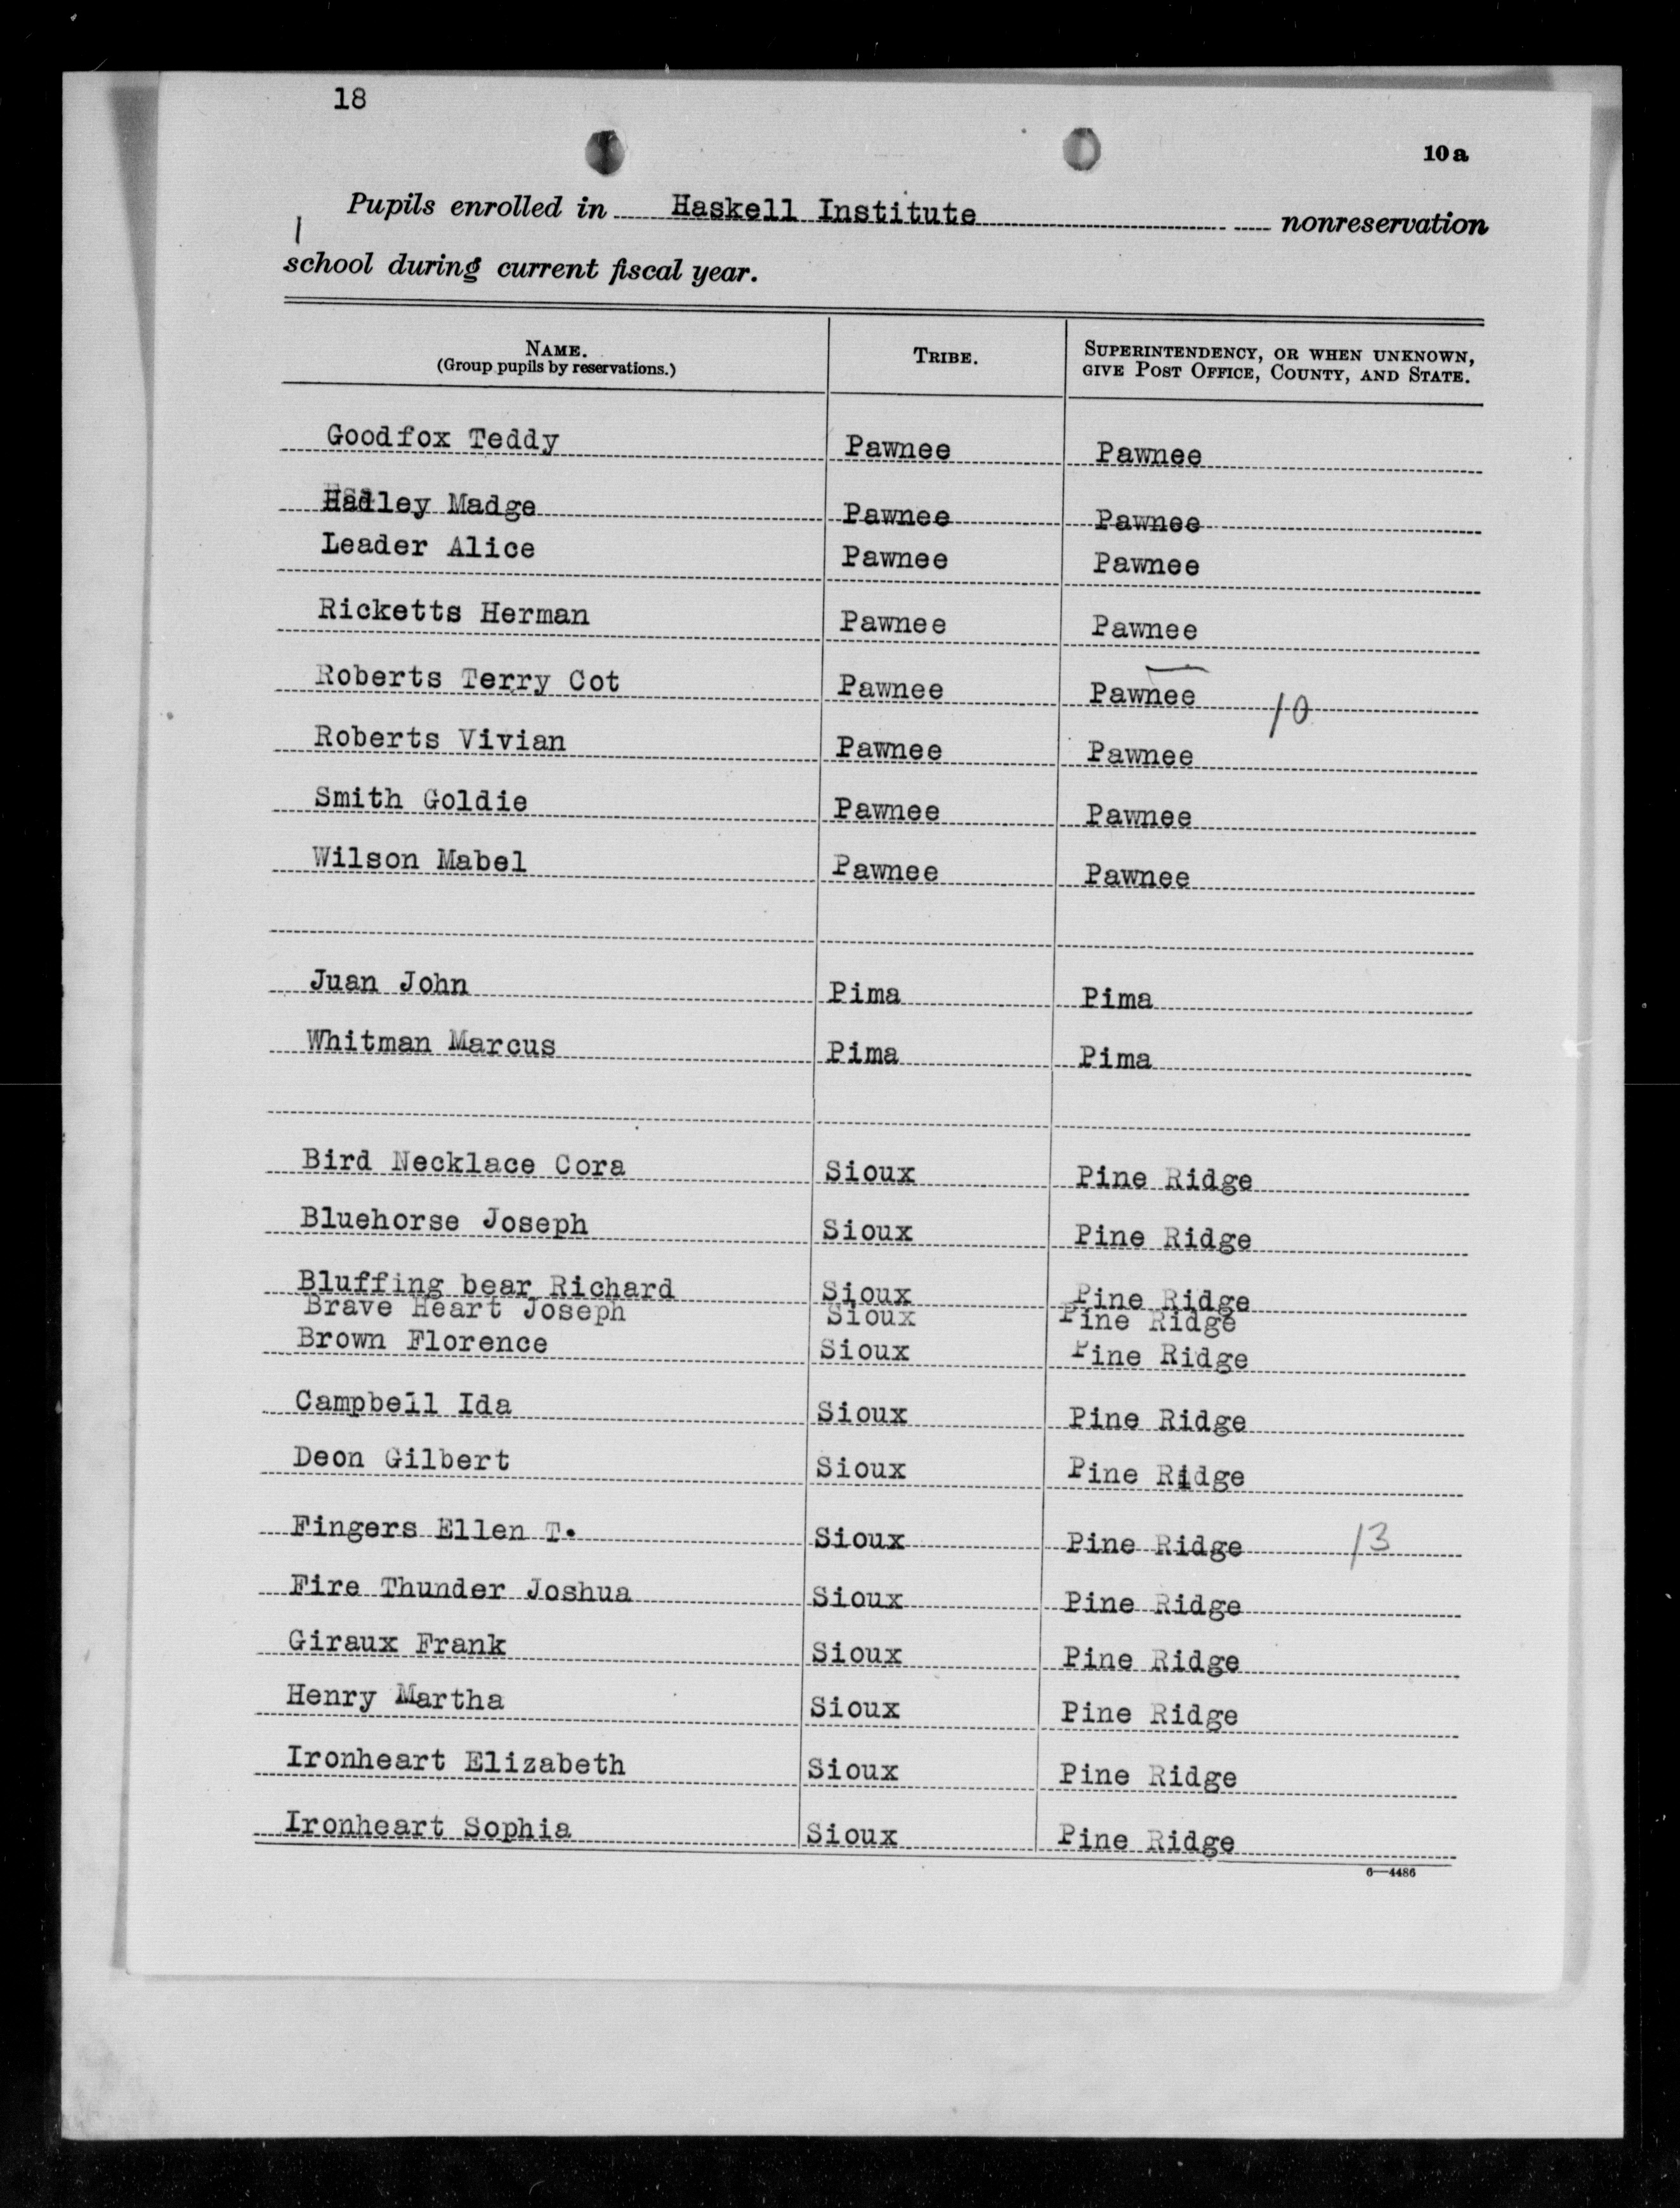 18
10a
Pupils enrolled in Haskell Institute nonreservation
school during current fiscal year.
NAME. (Group pupils by reservations.) TRIBE. SUPERINTENDENCY, OR WHEN UNKNOWN, GIVE POST OFFICE, COUNTY, AND STATE.
Goodfox Teddy Pawnee Pawnee
Hadley Madge Pawnee Pawnee
Leader Alice Pawnee Pawnee
Ricketts Herman Pawnee Pawnee
Roberts Terry Cot Pawnee Pawnee 10
Roberts Vivian Pawnee Pawnee
Smith Goldie Pawnee Pawnee
Wilson Mabel Pawnee Pawnee
Juan John Pima Pima
Whitman Marcus Pima Pima
Bird Necklace Cora Sioux Pine Ridge
Bluehorse Joseph Sioux Pine Ridge
Bluffing bear Richard Sioux Pine Ridge
Brave Heart Joseph Sioux Pine Ridge
Brown Florence Sioux Pine Ridge
Campbell Ida Sioux Pine Ridge
Deon Gilbert Sioux Pine Ridge
Fingers Ellen T. Sioux Pine Ridge 13
Fire Thunder Joshua Sioux Pine Ridge
Giraux Frank Sioux Pine Ridge
Henry Martha Sioux Pine Ridge
Ironheart Elizabeth Sioux Pine Ridge
Ironheart Sophia Sioux Pine Ridge
6—4486